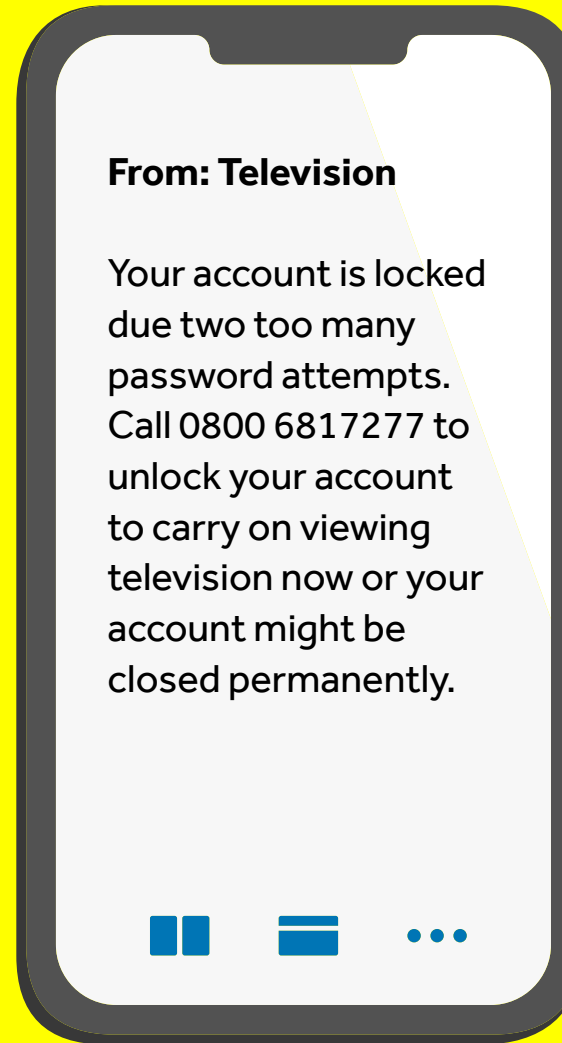 From: Television
Your account is locked
due two too many
password attempts.
Call 0800 6817277 to
unlock your account
to carry on viewing
television now or your
account might be
closed permanently.